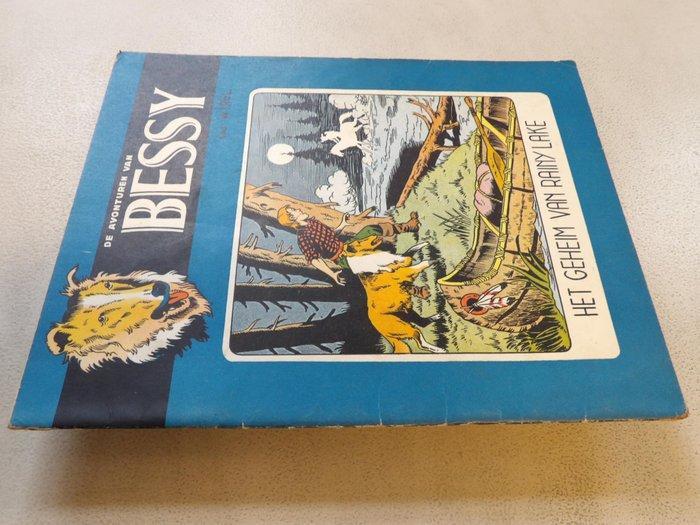 DE AVONTUREN VAN
BESSY
HET GEHEIM VAN RAINY LAKE